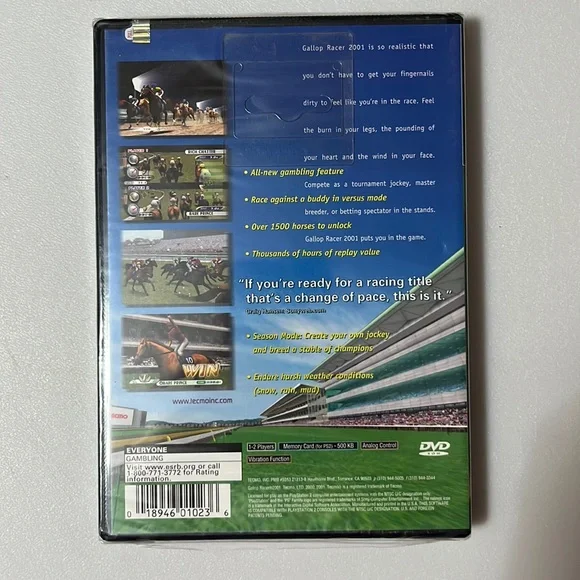 Gallop Racer 2001 is so realistic that
you don't have to get your fingernails
dirty to feel like you're in the race. Feel
the burn in your legs, the pounding of
your heart and the wind in your face.
• All-new gambling feature
Compete as a tournament jockey, master
• Race against a buddy in versus mode
breeder, or betting spectator in the stands.
• Over 1500 horses to unlock
Gallop Racer 2001 puts you in the game.
• Thousands of hours of replay value
"If you're ready for a racing title
that's a change of pace, this is it."
• Season Mode: Create your own jockey
and breed a stable of champions
• Endure harsh weather conditions
(snow, rain, mud)
www.tecmoinc.com
1-2 Players
Memory Card (for PS2) - 500 KB
Analog Control
Vibration Function
DVD
EVERYONE
GAMBLING
Visit www.esrb.org or call
1-800-771-3772 for Rating
Information.
0 18946 01023 6